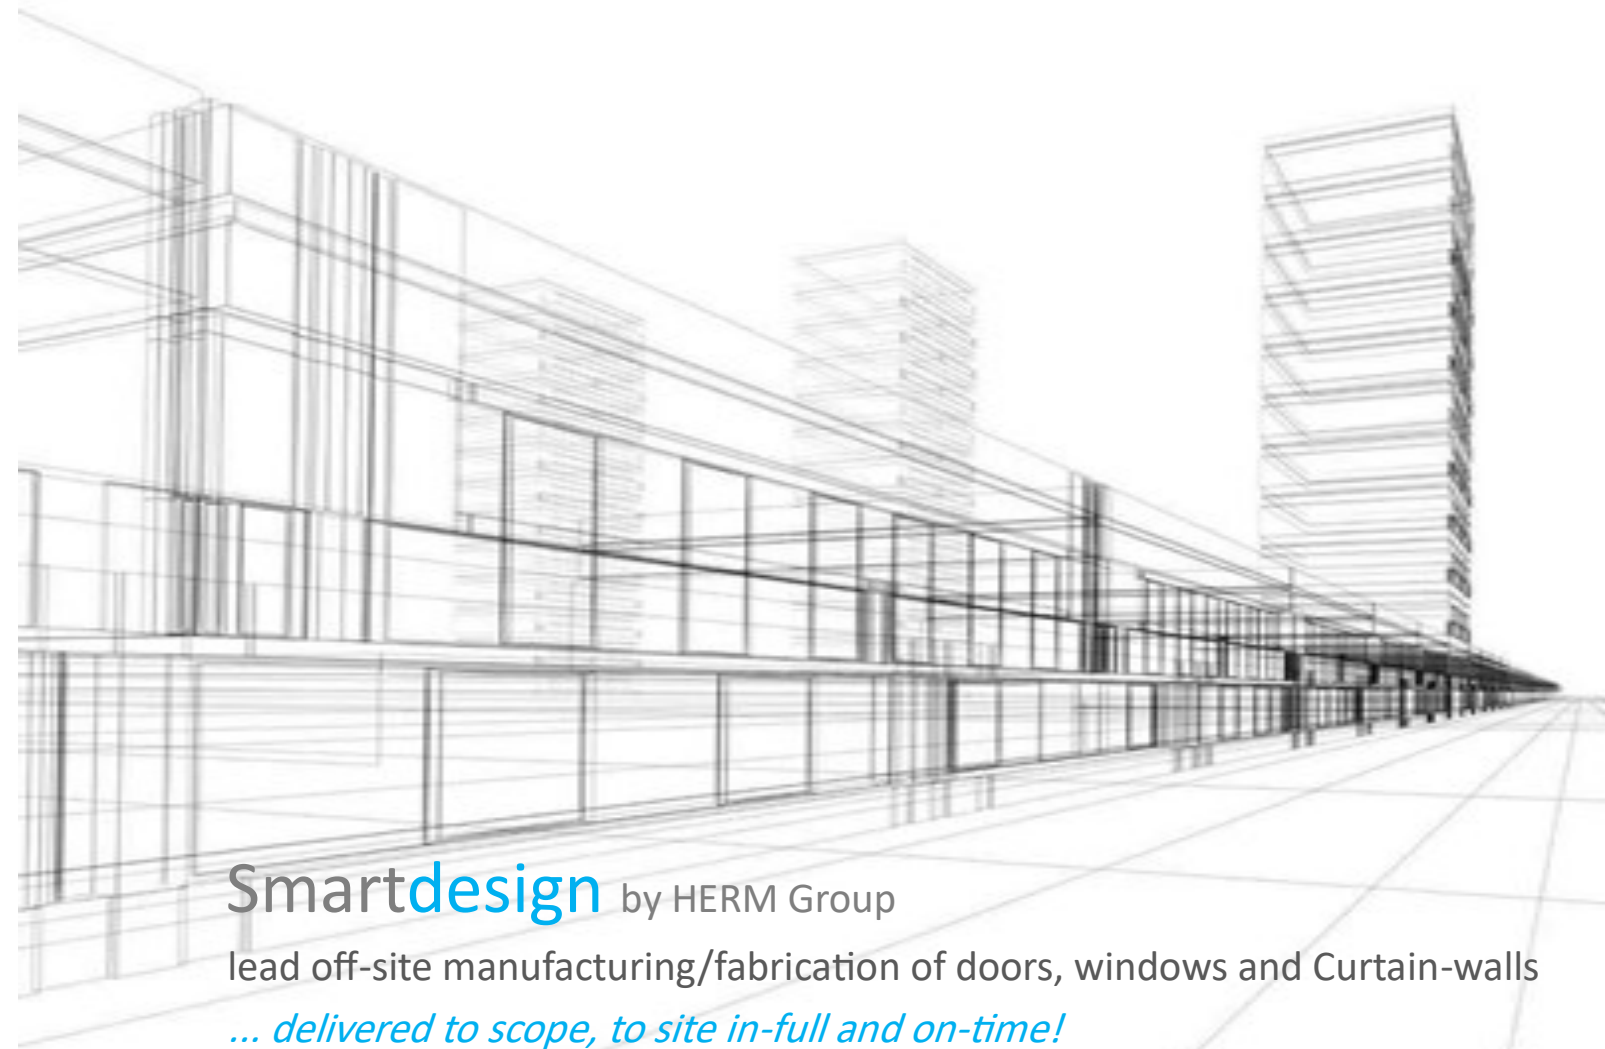 Smartdesign by HERM Group
lead off-site manufacturing/fabrication of doors, windows and Curtain-walls
... delivered to scope, to site in-full and on-time!